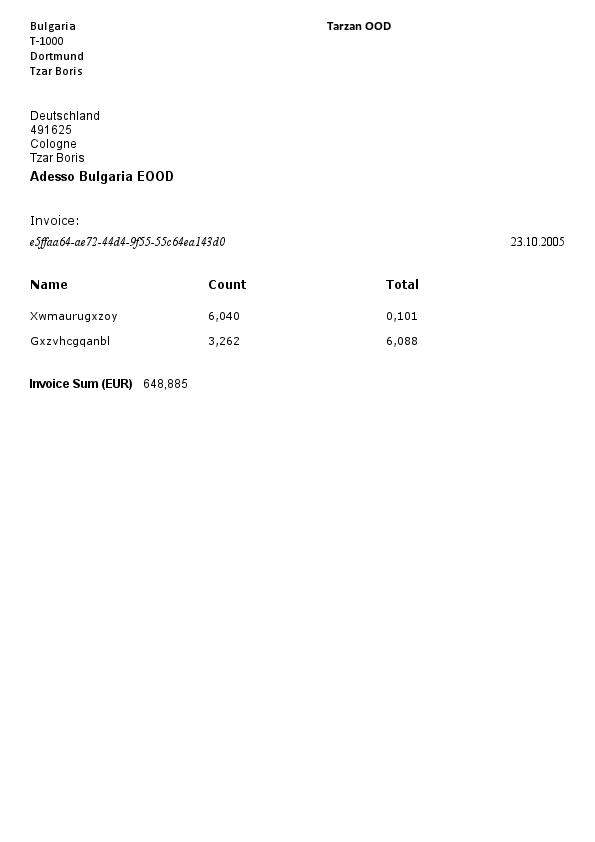 Bulgaria Tarzan OOD
T-1000
Dortmund
Tzar Boris
Deutschland
491625
Cologne
Tzar Boris
Adesso Bulgaria EOOD
Invoice:
e5ffaa64-ae72-44d4-9f55-55c64ea143d0 23.10.2005
Name Count Total
Xwmaurugxzoy 6,040 0,101
Gxzvhcgqanbl 3,262 6,088
Invoice Sum (EUR) 648,885